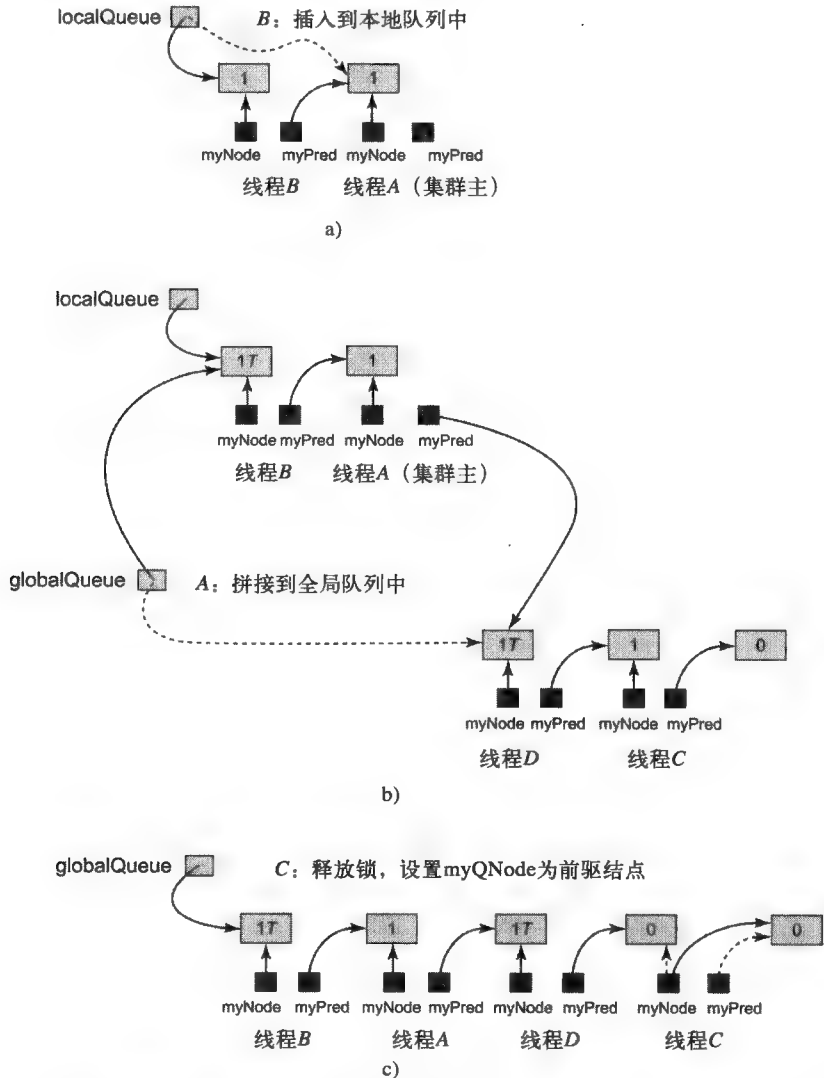 localQueue
B：插入到本地队列中
1
1
myNode myPred myNode myPred
线程B 线程A（集群主）
a)
localQueue
1T
1
myNode myPred myNode myPred
线程B 线程A（集群主）
globalQueue
A：拼接到全局队列中
1T
1
0
myNode myPred myNode myPred
线程D 线程C
b)
globalQueue
C：释放锁，设置myQNode为前驱结点
1T
1
1T
0
0
myNode myPred myNode myPred myNode myPred myNode myPred
线程B 线程A 线程D 线程C
c)